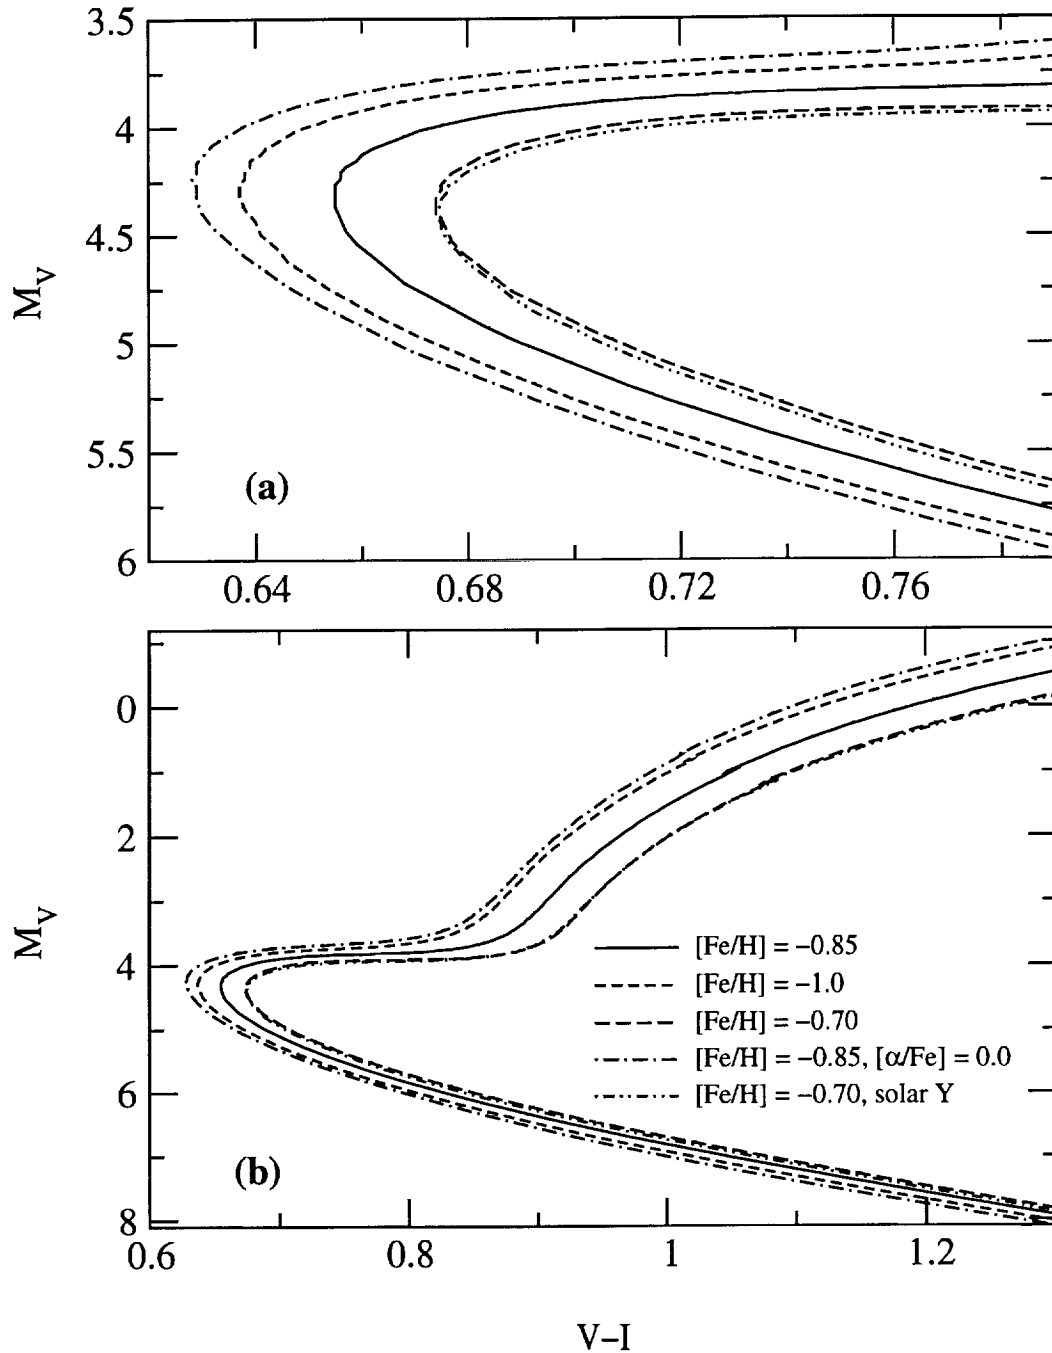 3.5
4
4.5
5
5.5
6
M_V
(a)
0.64
0.68
0.72
0.76
0
2
4
6
8
M_V
[Fe/H] = −0.85
[Fe/H] = −1.0
[Fe/H] = −0.70
[Fe/H] = −0.85, [α/Fe] = 0.0
[Fe/H] = −0.70, solar Y
(b)
0.6
0.8
1
1.2
V−I